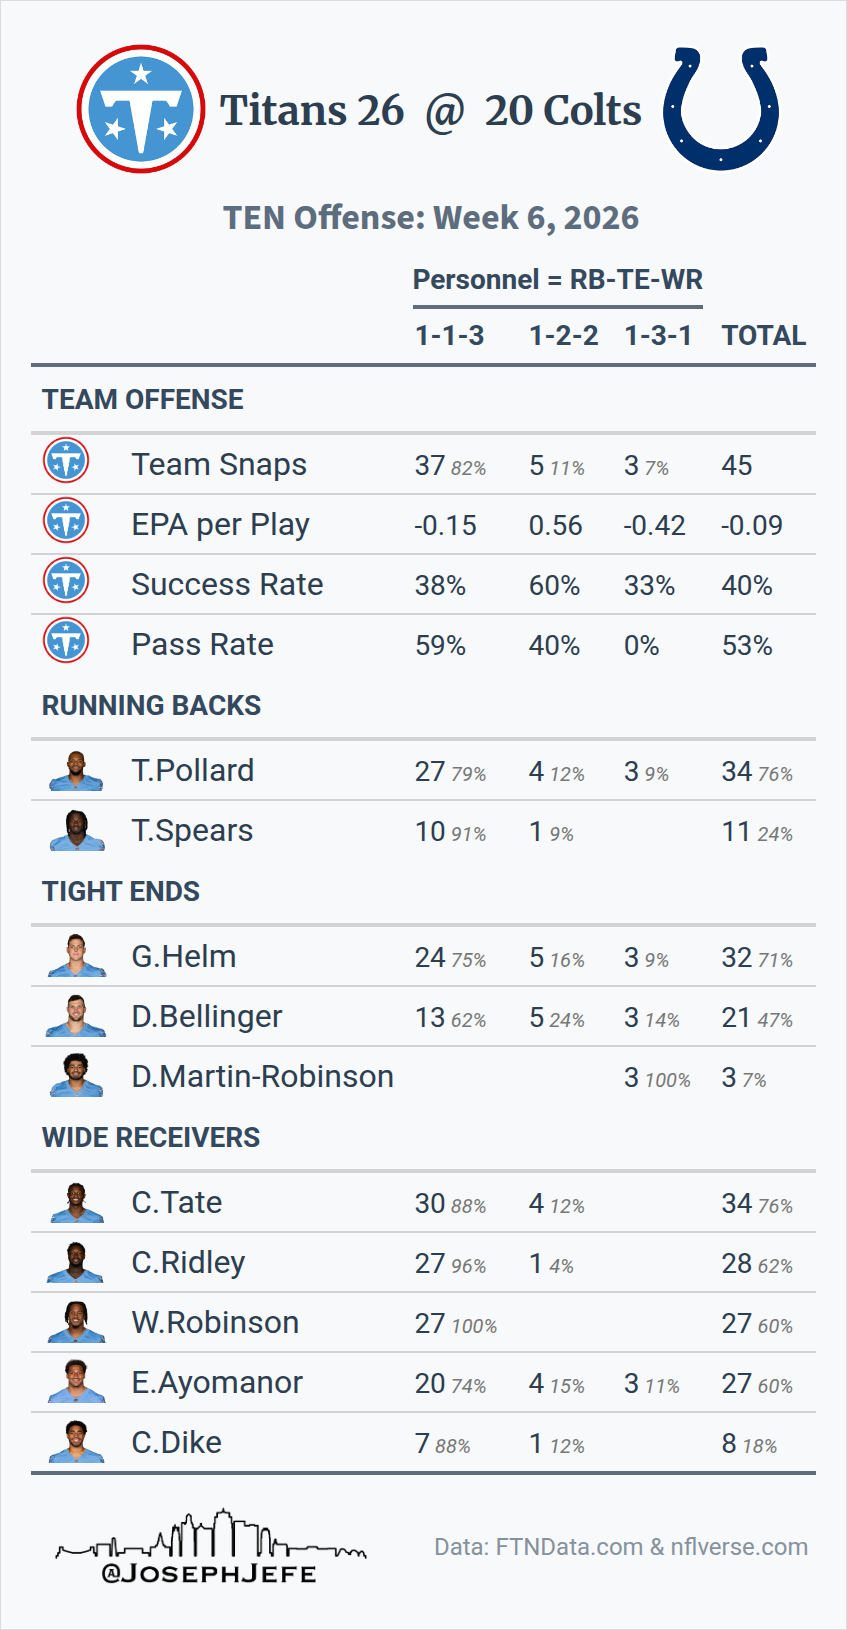 Titans 26 @ 20 Colts
TEN Offense: Week 6, 2026
Personnel = RB-TE-WR
1-1-3 1-2-2 1-3-1 TOTAL
TEAM OFFENSE
Team Snaps 37 82% 5 11% 3 7% 45
EPA per Play -0.15 0.56 -0.42 -0.09
Success Rate 38% 60% 33% 40%
Pass Rate 59% 40% 0% 53%
RUNNING BACKS
T.Pollard 27 79% 4 12% 3 9% 34 76%
T.Spears 10 91% 1 9% 11 24%
TIGHT ENDS
G.Helm 24 75% 5 16% 3 9% 32 71%
D.Bellinger 13 62% 5 24% 3 14% 21 47%
D.Martin-Robinson 3 100% 3 7%
WIDE RECEIVERS
C.Tate 30 88% 4 12% 34 76%
C.Ridley 27 96% 1 4% 28 62%
W.Robinson 27 100% 27 60%
E.Ayomanor 20 74% 4 15% 3 11% 27 60%
C.Dike 7 88% 1 12% 8 18%
@JosephJefe
Data: FTNData.com & nflverse.com